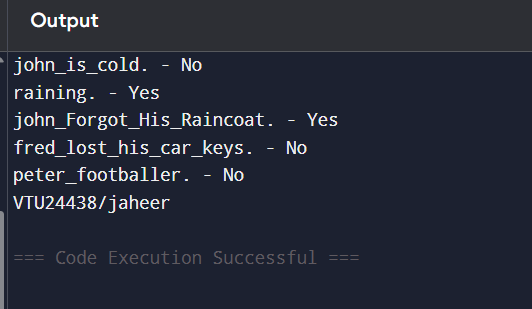 Output
john_is_cold. - No
raining. - Yes
john_Forgot_His_Raincoat. - Yes
fred_lost_his_car_keys. - No
peter_footballer. - No
VTU24438/jaheer
=== Code Execution Successful ===